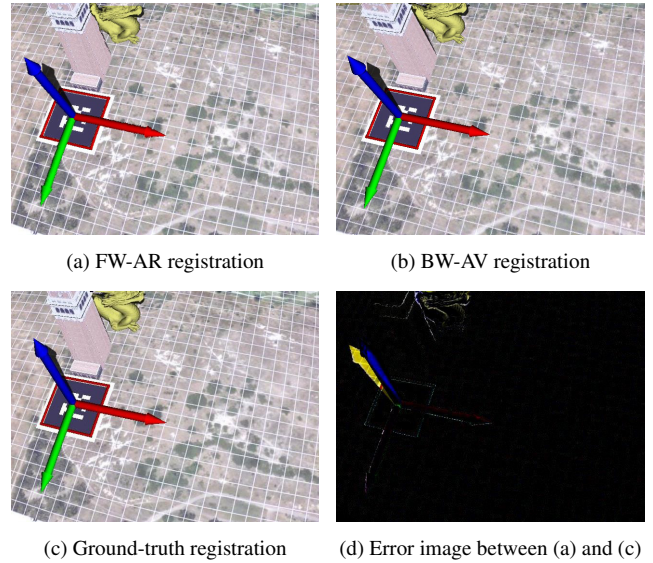 (a) FW-AR registration
(b) BW-AV registration
(c) Ground-truth registration
(d) Error image between (a) and (c)